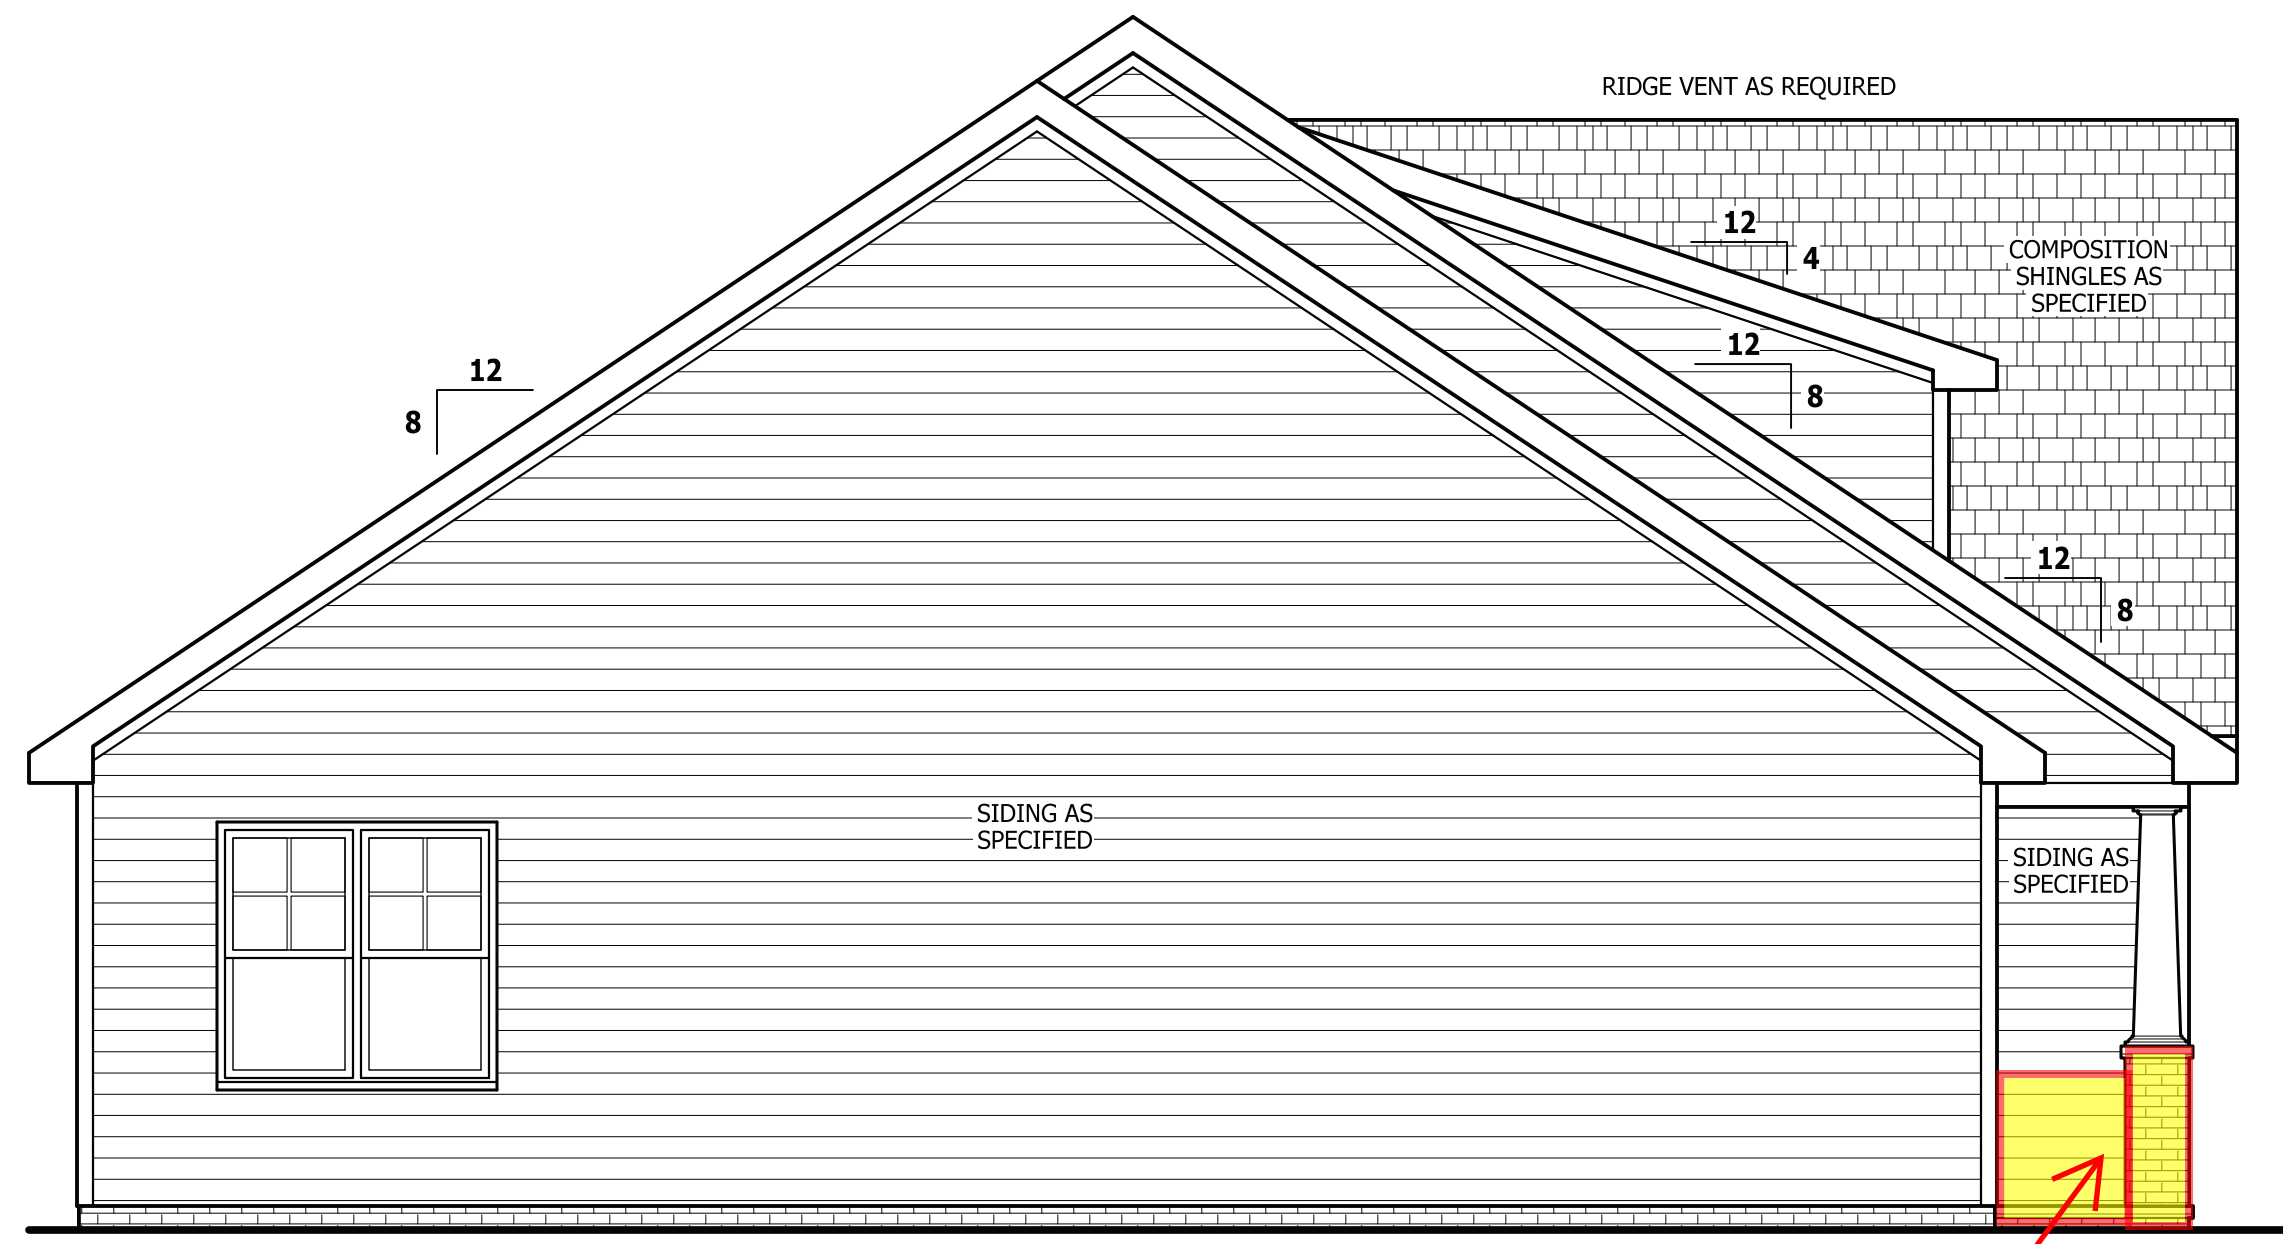 RIDGE VENT AS REQUIRED
12
4
COMPOSITION
SHINGLES AS
SPECIFIED
12
8
12
8
12
8
SIDING AS
SPECIFIED
SIDING AS
SPECIFIED